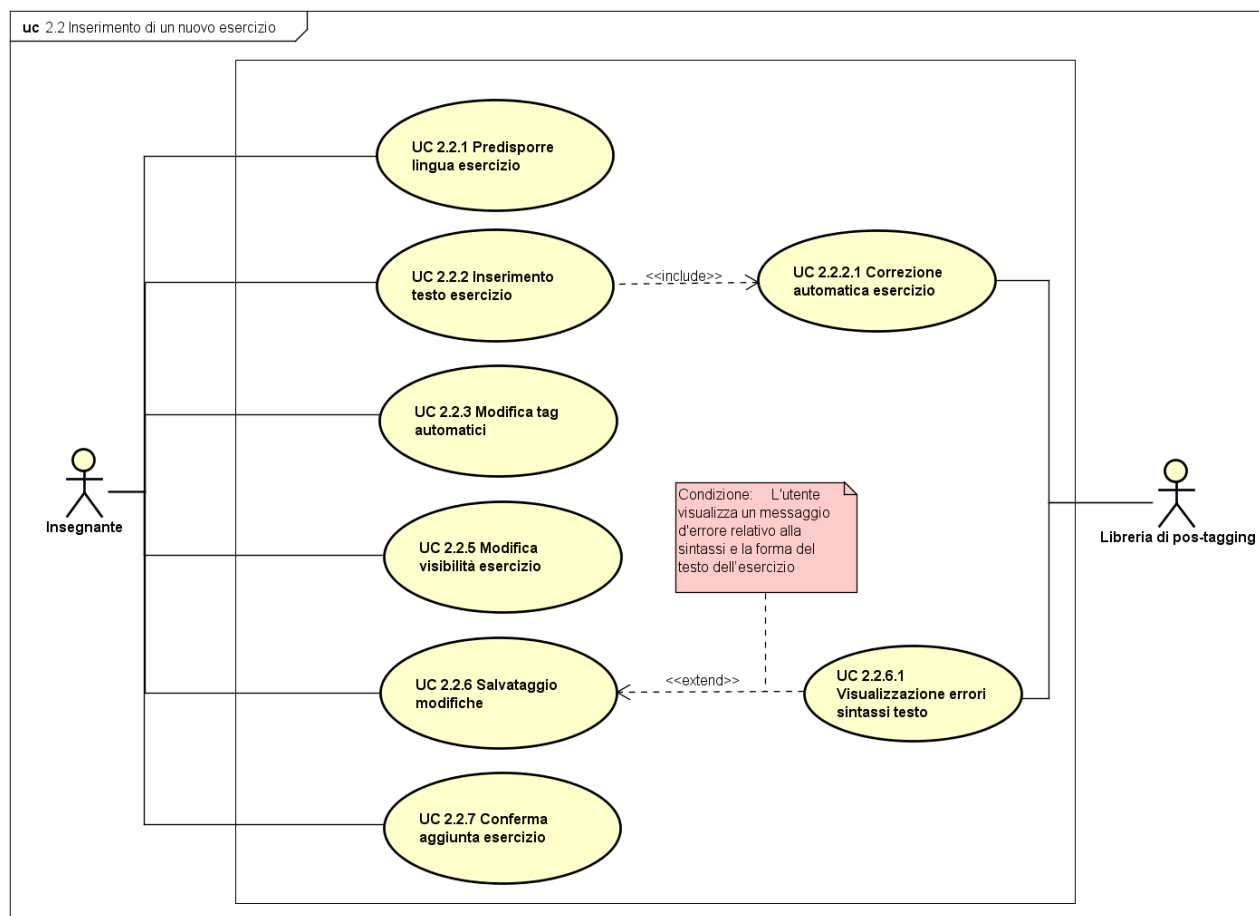 uc 2.2 Inserimento di un nuovo esercizio
UC 2.2.1 Predisporre
lingua esercizio
UC 2.2.2 Inserimento
testo esercizio
<<include>>
UC 2.2.2.1 Correzione
automatica esercizio
UC 2.2.3 Modifica tag
automatici
Insegnante
Condizione: L'utente
visualizza un messaggio
d'errore relativo alla
sintassi e la forma del
testo dell'esercizio
Libreria di pos-tagging
UC 2.2.5 Modifica
visibilità esercizio
UC 2.2.6 Salvataggio
modifiche
<<extend>>
UC 2.2.6.1
Visualizzazione errori
sintassi testo
UC 2.2.7 Conferma
aggiunta esercizio